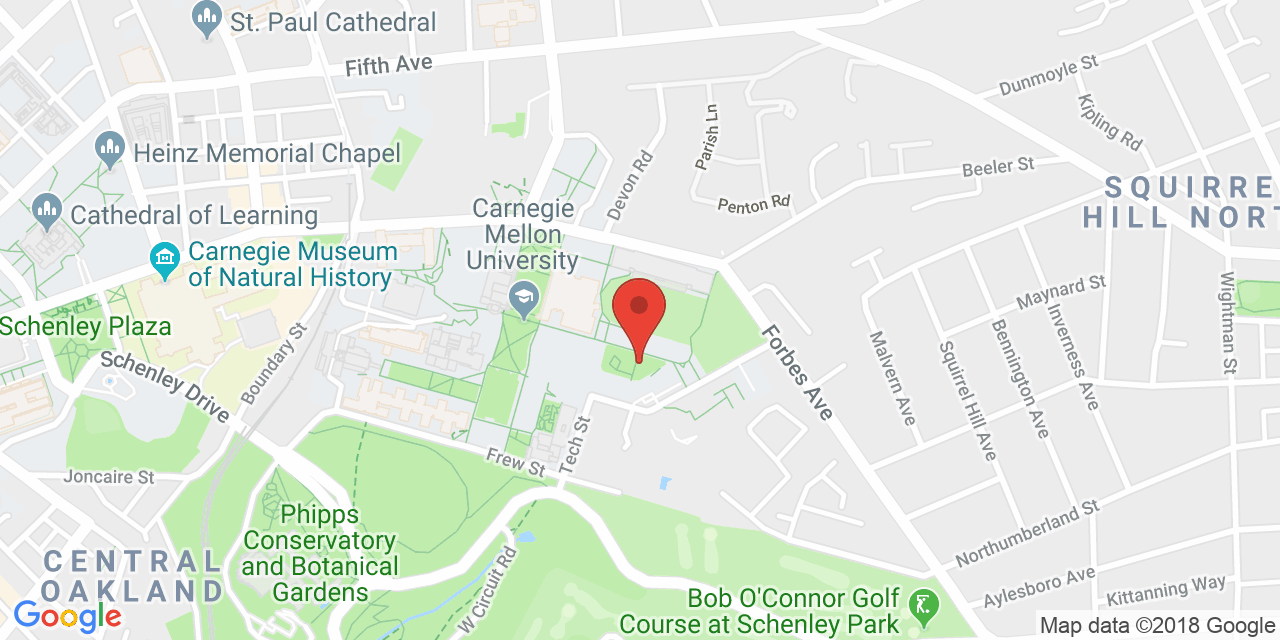 St. Paul Cathedral
Fifth Ave
Dunmoyle St
Kipling Rd
Parish Ln
Heinz Memorial Chapel
Devon Rd
Beeler St
Penton Rd
SQUIRRE
HILL NORT
Cathedral of Learning
Carnegie
Mellon
University
Carnegie Museum
of Natural History
Maynard St
Wightman St
Inverness Ave
Bennington Ave
Squirrel Hill Ave
Malvern Ave
Schenley Plaza
Boundary St
Forbes Ave
Schenley Drive
Tech St
Frew St
Joncaire St
Phipps
Conservatory
and Botanical
Gardens
Northumberland St
W Circuit Rd
CENTRAL
OAKLAND
Aylesboro Ave
Kittanning Way
Bob O'Connor Golf
Course at Schenley Park
Google
Map data ©2018 Google